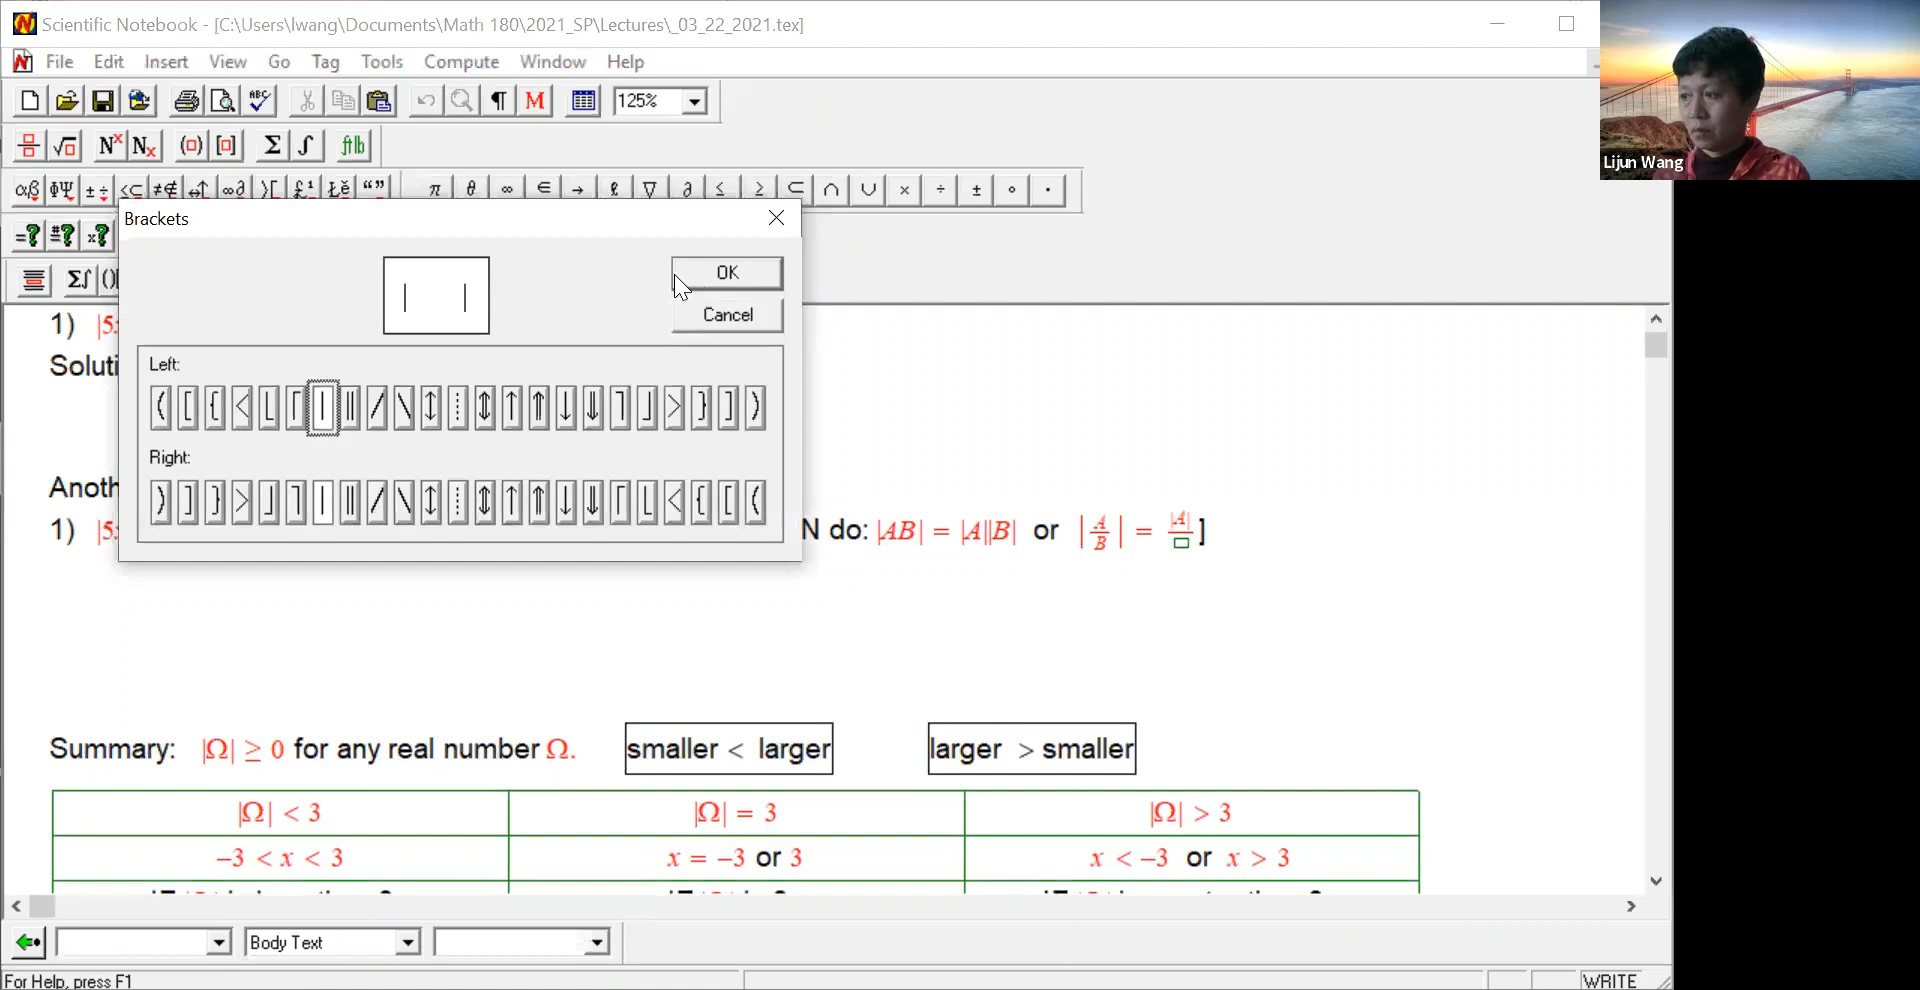 Scientific Notebook - [C:\Users\lwang\Documents\Math 180\2021_SP\Lectures\_03_22_2021.tex]
File Edit Insert View Go Tag Tools Compute Window Help
125%
Lijun Wang
Brackets
OK
Cancel
Left:
( [ { < ⌊ ⌈ | ‖ / \ ↕ ┊ ⇕ ↑ ⇑ ↓ ⇓ ⌉ ⌋ > } ] )
Right:
) ] } > ⌋ ⌉ | ‖ / \ ↕ ┊ ⇕ ↑ ⇑ ↓ ⇓ ⌈ ⌊ < { [ (
1) |5
Soluti
Anoth
1) |5
N do: |AB| = |A||B| or |A/B| = |A|/□ ]
Summary: |Ω| ≥ 0 for any real number Ω. smaller < larger larger > smaller
|Ω| < 3 |Ω| = 3 |Ω| > 3
−3 < x < 3 x = −3 or 3 x < −3 or x > 3
Body Text
For Help, press F1
WRITE